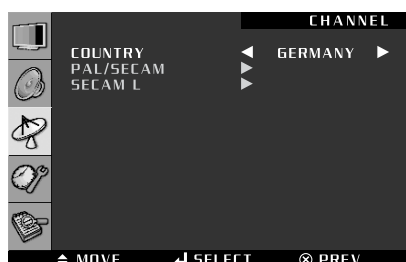 CHANNEL
COUNTRY GERMANY
PAL/SECAM
SECAM L
MOVE SELECT PREV